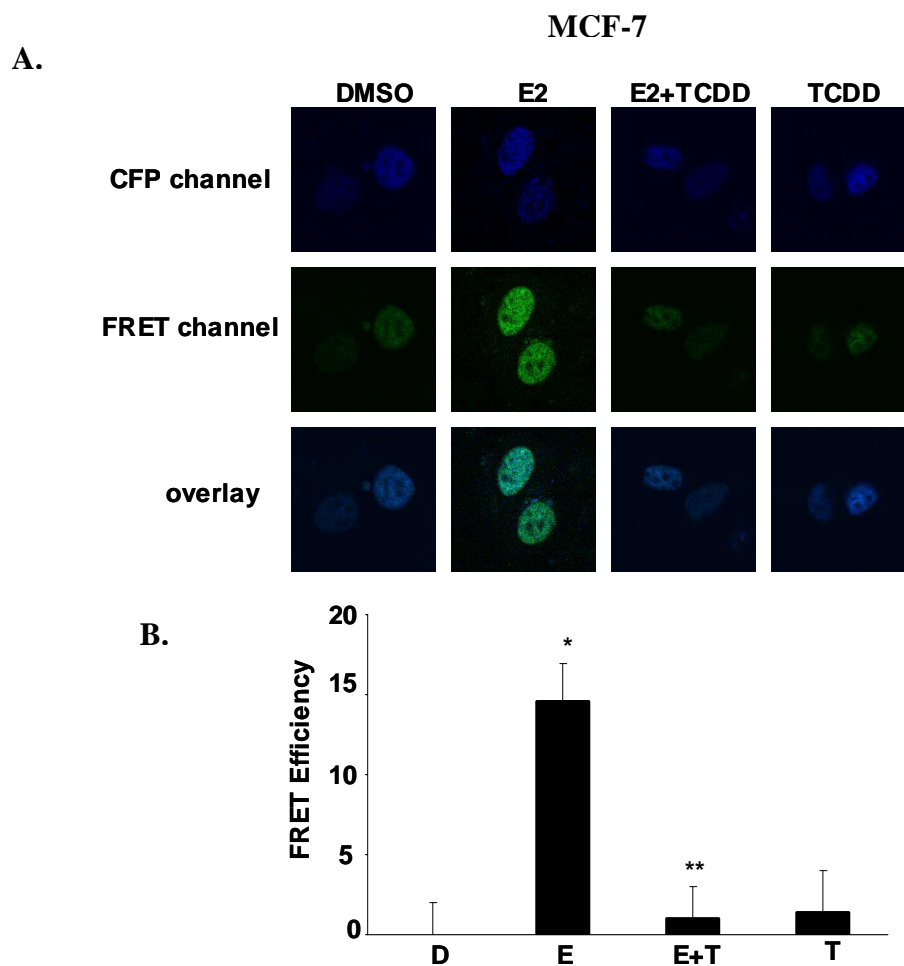 MCF-7
A.
DMSO E2 E2+TCDD TCDD
CFP channel
FRET channel
overlay
B.
20
15
10
5
0
FRET Efficiency
*
**
D E E+T T